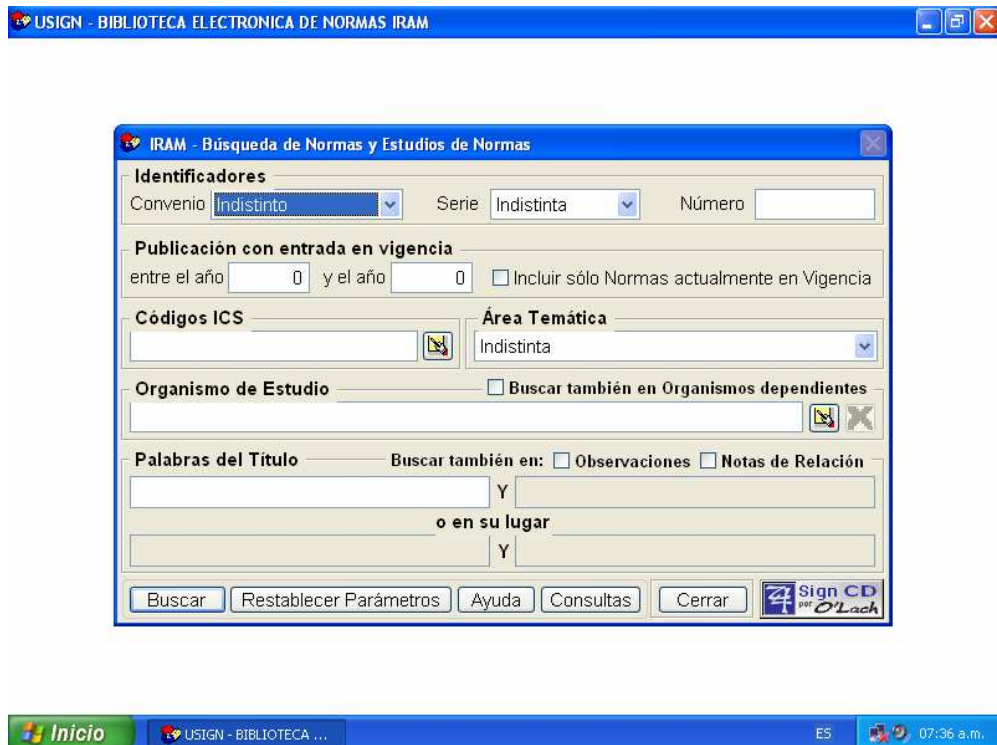 USIGN - BIBLIOTECA ELECTRONICA DE NORMAS IRAM
IRAM - Búsqueda de Normas y Estudios de Normas
Identificadores
Convenio Indistinto Serie Indistinta Número
Publicación con entrada en vigencia
entre el año 0 y el año 0 Incluir sólo Normas actualmente en Vigencia
Códigos ICS Área Temática
Indistinta
Organismo de Estudio Buscar también en Organismos dependientes
Palabras del Título Buscar también en: Observaciones Notas de Relación
Y
o en su lugar
Y
Buscar Restablecer Parámetros Ayuda Consultas Cerrar Sign CD
por O'Lach
Inicio USIGN - BIBLIOTECA ... ES 07:36 a.m.